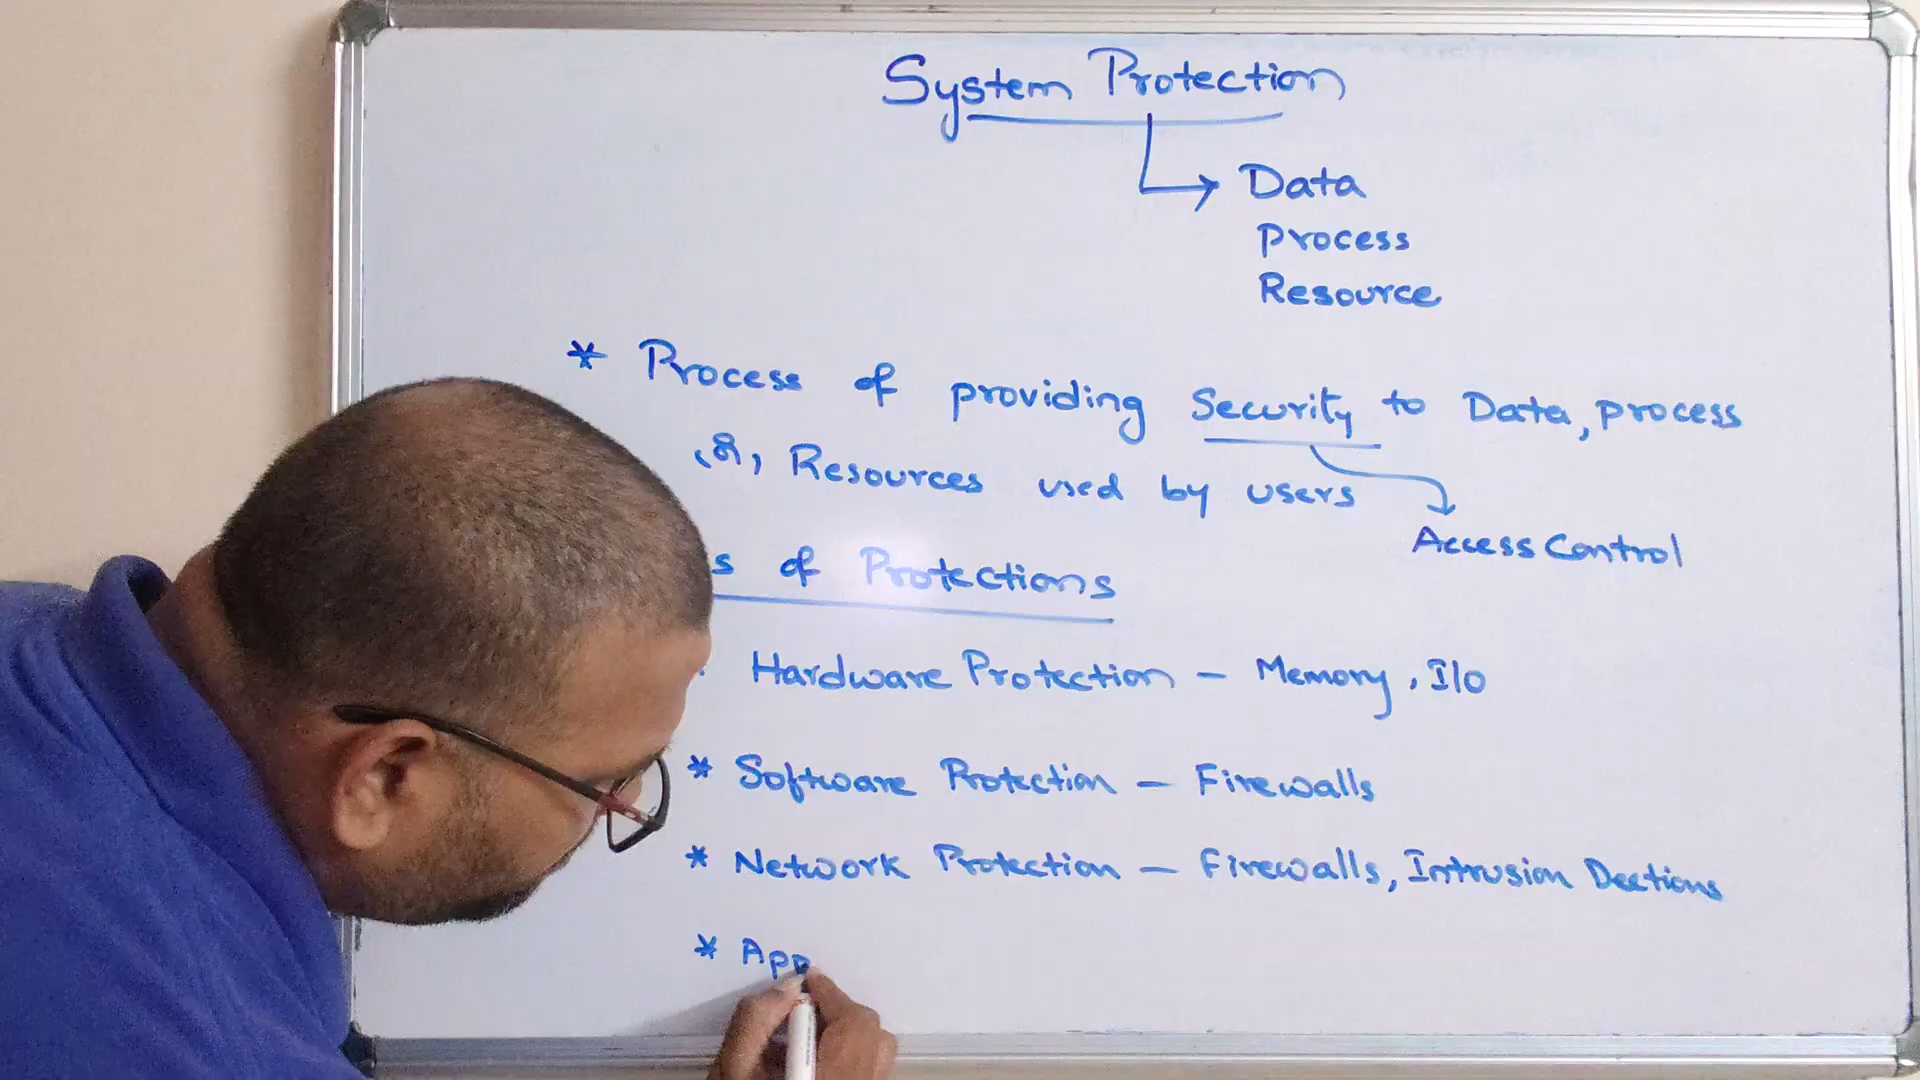 System Protection
Data
Process
Resource
* Process of providing Security to Data, process
& Resources used by users
Access Control
s of Protections
Hardware Protection - Memory, I/O
* Software Protection - Firewalls
* Network Protection - Firewalls, Intrusion Dections
* App